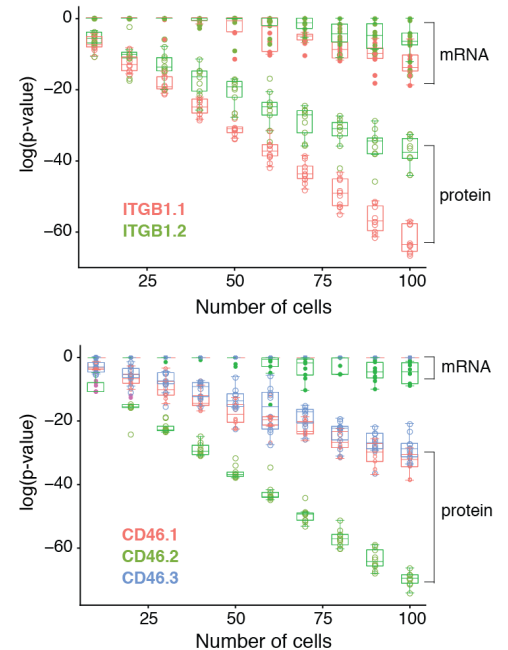 0
−20
−40
−60
log(p-value)
mRNA
protein
ITGB1.1
ITGB1.2
25
50
75
100
Number of cells
0
−20
−40
−60
log(p-value)
mRNA
protein
CD46.1
CD46.2
CD46.3
25
50
75
100
Number of cells